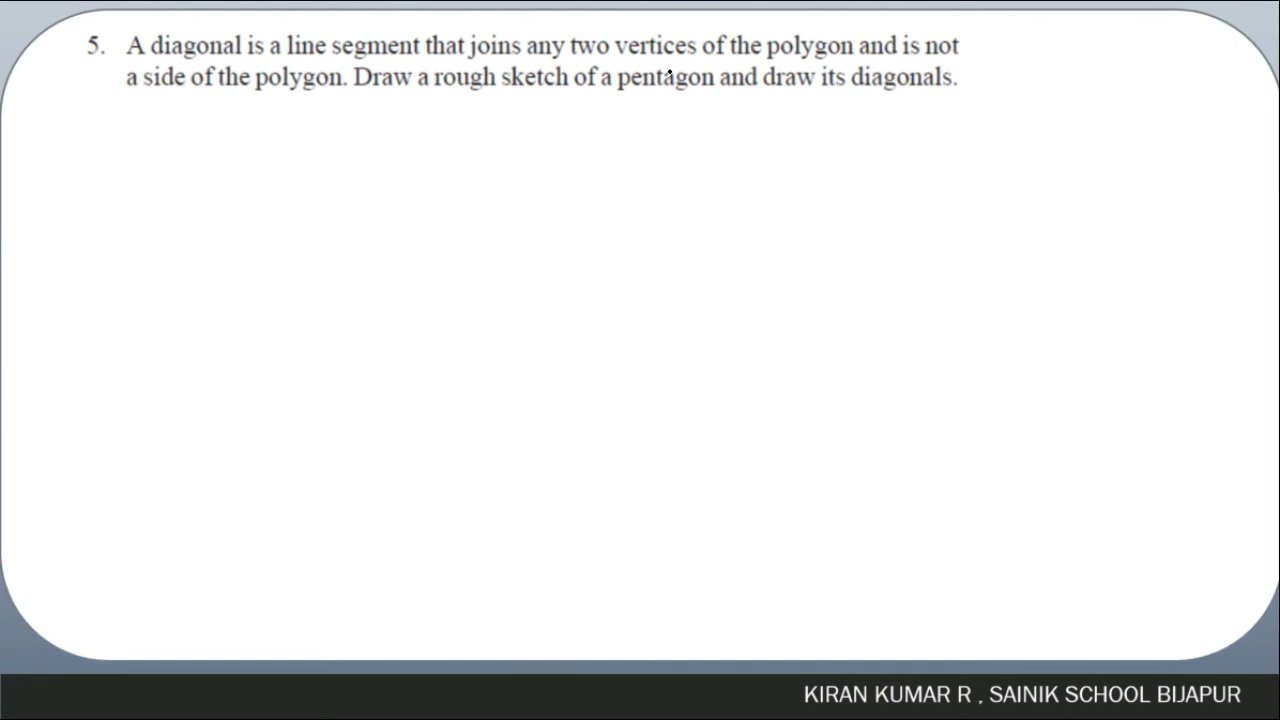 5. A diagonal is a line segment that joins any two vertices of the polygon and is not
a side of the polygon. Draw a rough sketch of a pentagon and draw its diagonals.
KIRAN KUMAR R , SAINIK SCHOOL BIJAPUR